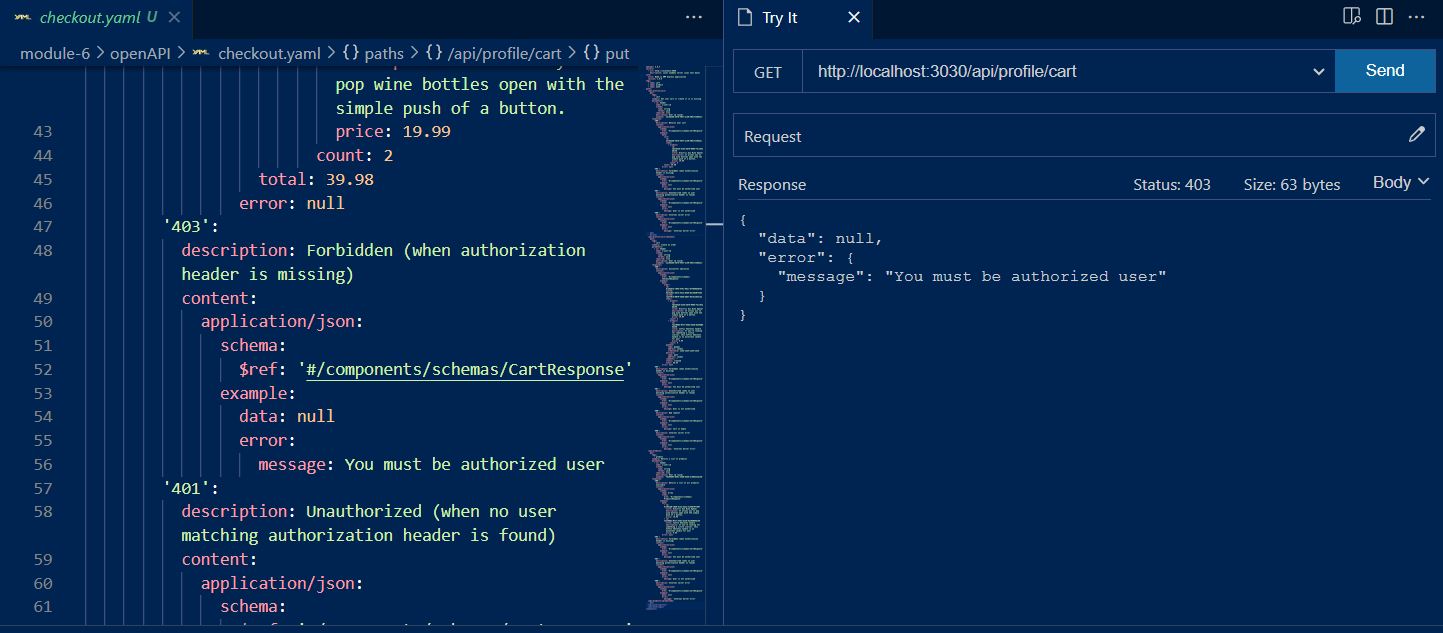 YAML checkout.yaml U
module-6 > openAPI > YAML checkout.yaml > {} paths > {} /api/profile/cart > {} put
pop wine bottles open with the
simple push of a button.
43 price: 19.99
44 count: 2
45 total: 39.98
46 error: null
47 '403':
48 description: Forbidden (when authorization
header is missing)
49 content:
50 application/json:
51 schema:
52 $ref: '#/components/schemas/CartResponse'
53 example:
54 data: null
55 error:
56 message: You must be authorized user
57 '401':
58 description: Unauthorized (when no user
matching authorization header is found)
59 content:
60 application/json:
61 schema:
Try It
GET http://localhost:3030/api/profile/cart Send
Request
Response Status: 403 Size: 63 bytes Body
{
"data": null,
"error": {
"message": "You must be authorized user"
}
}